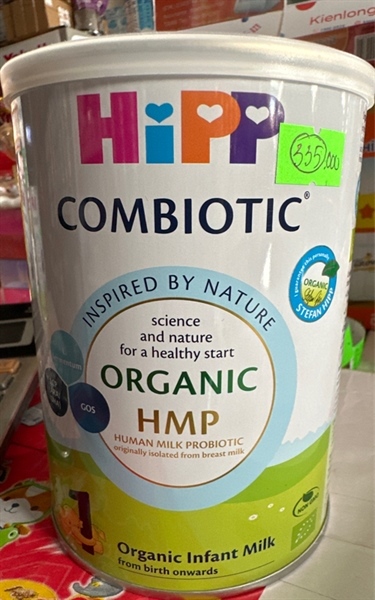 Kienlong
HiPP
335,000
COMBIOTIC®
INSPIRED BY NATURE
science
and nature
for a healthy start
ORGANIC
HMP
HUMAN MILK PROBIOTIC
originally isolated from breast milk
GOS
ORGANIC
STEFAN HIPP
1
Organic Infant Milk
from birth onwards